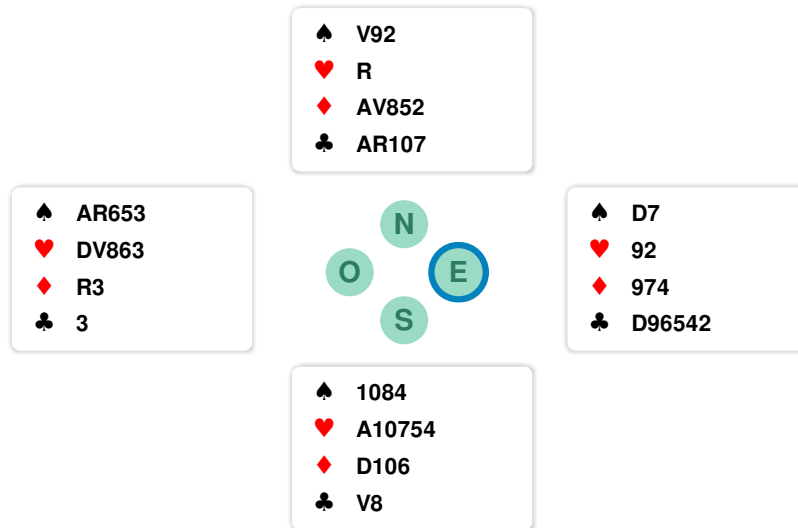 ♠ V92
♥ R
♦ AV852
♣ AR107
♠ AR653
♥ DV863
♦ R3
♣ 3
N
O E
S
♠ D7
♥ 92
♦ 974
♣ D96542
♠ 1084
♥ A10754
♦ D106
♣ V8